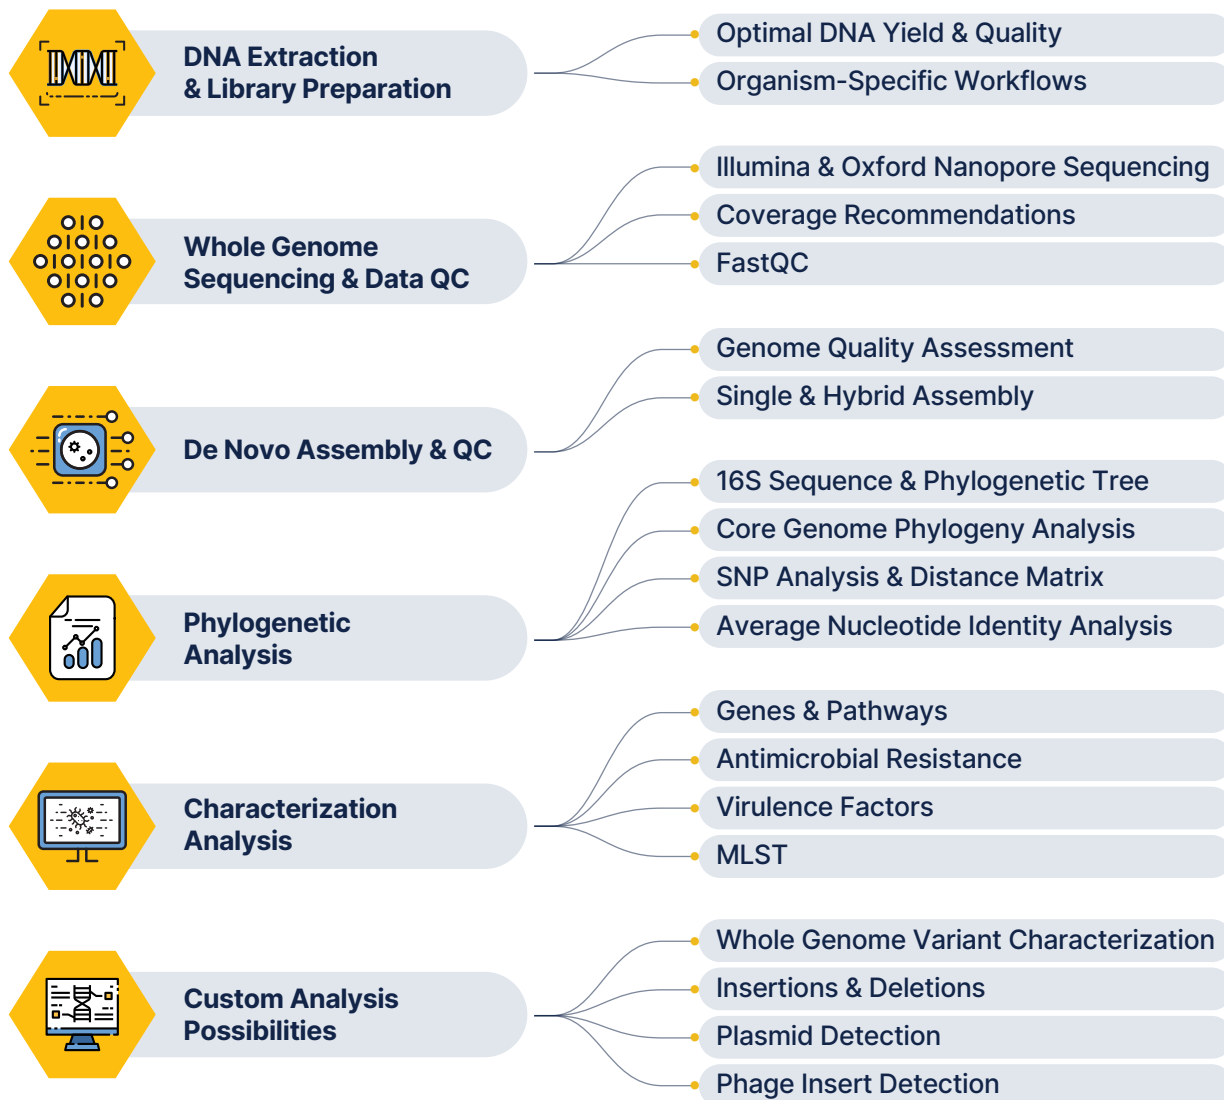 DNA Extraction
& Library Preparation
Optimal DNA Yield & Quality
Organism-Specific Workflows
Whole Genome
Sequencing & Data QC
Illumina & Oxford Nanopore Sequencing
Coverage Recommendations
FastQC
De Novo Assembly & QC
Genome Quality Assessment
Single & Hybrid Assembly
Phylogenetic
Analysis
16S Sequence & Phylogenetic Tree
Core Genome Phylogeny Analysis
SNP Analysis & Distance Matrix
Average Nucleotide Identity Analysis
Characterization
Analysis
Genes & Pathways
Antimicrobial Resistance
Virulence Factors
MLST
Custom Analysis
Possibilities
Whole Genome Variant Characterization
Insertions & Deletions
Plasmid Detection
Phage Insert Detection